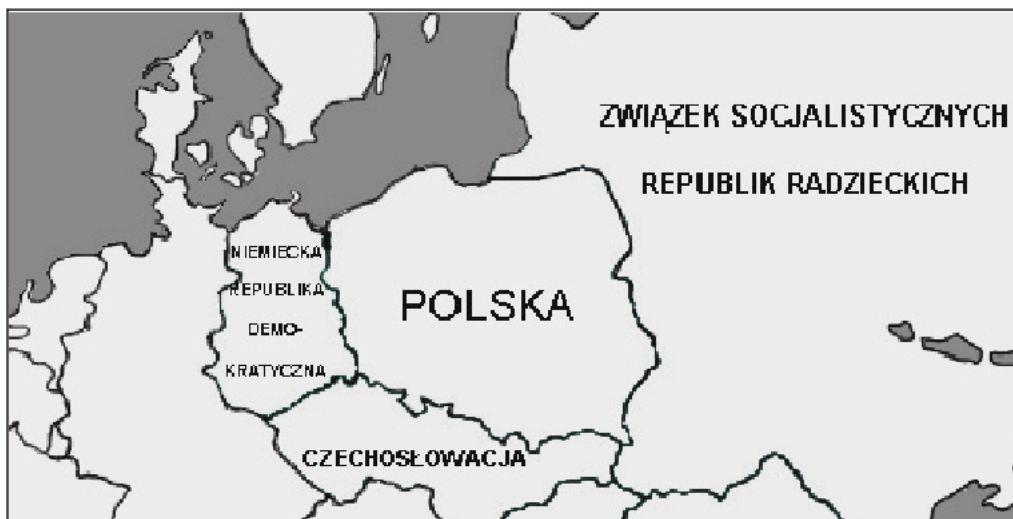 ZWIĄZEK SOCJALISTYCZNYCH
REPUBLIK RADZIECKICH
NIEMIECKA
REPUBLIKA
DEMO-
KRATYCZNA
POLSKA
CZECHOSŁOWACJA